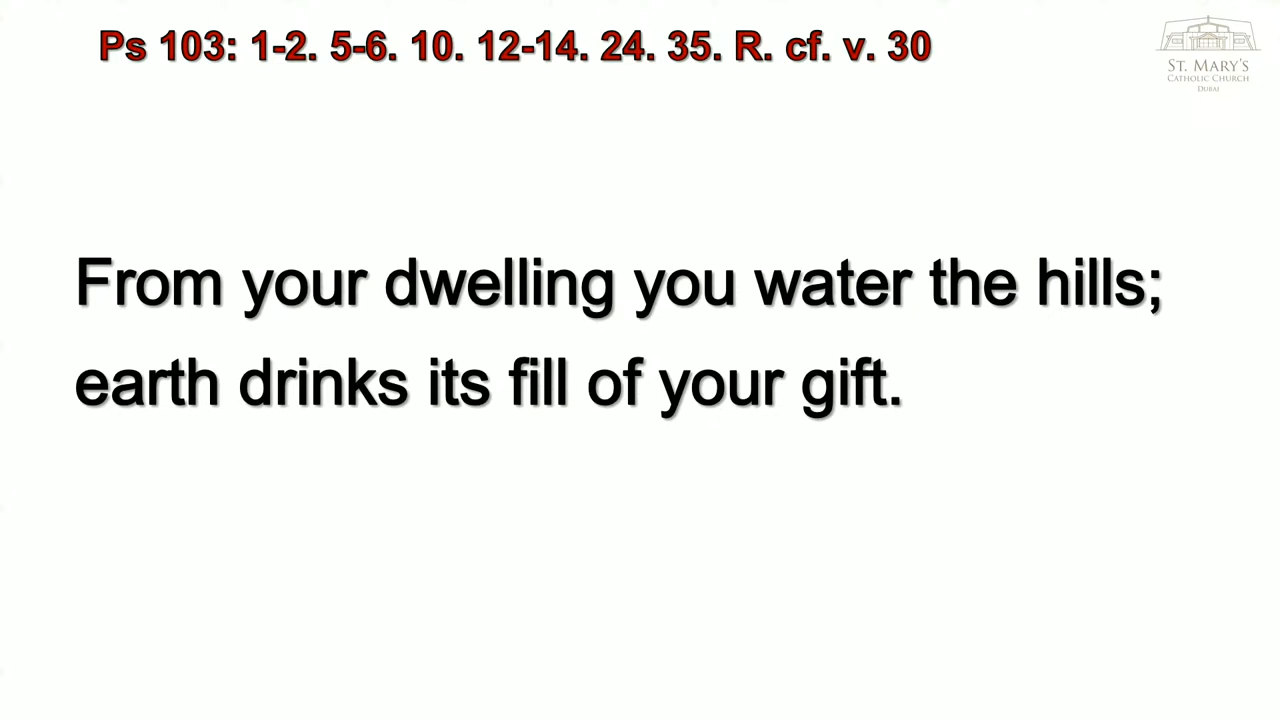 Ps 103: 1-2. 5-6. 10. 12-14. 24. 35. R. cf. v. 30
ST. MARY'S
CATHOLIC CHURCH
DUBAI
From your dwelling you water the hills;
earth drinks its fill of your gift.